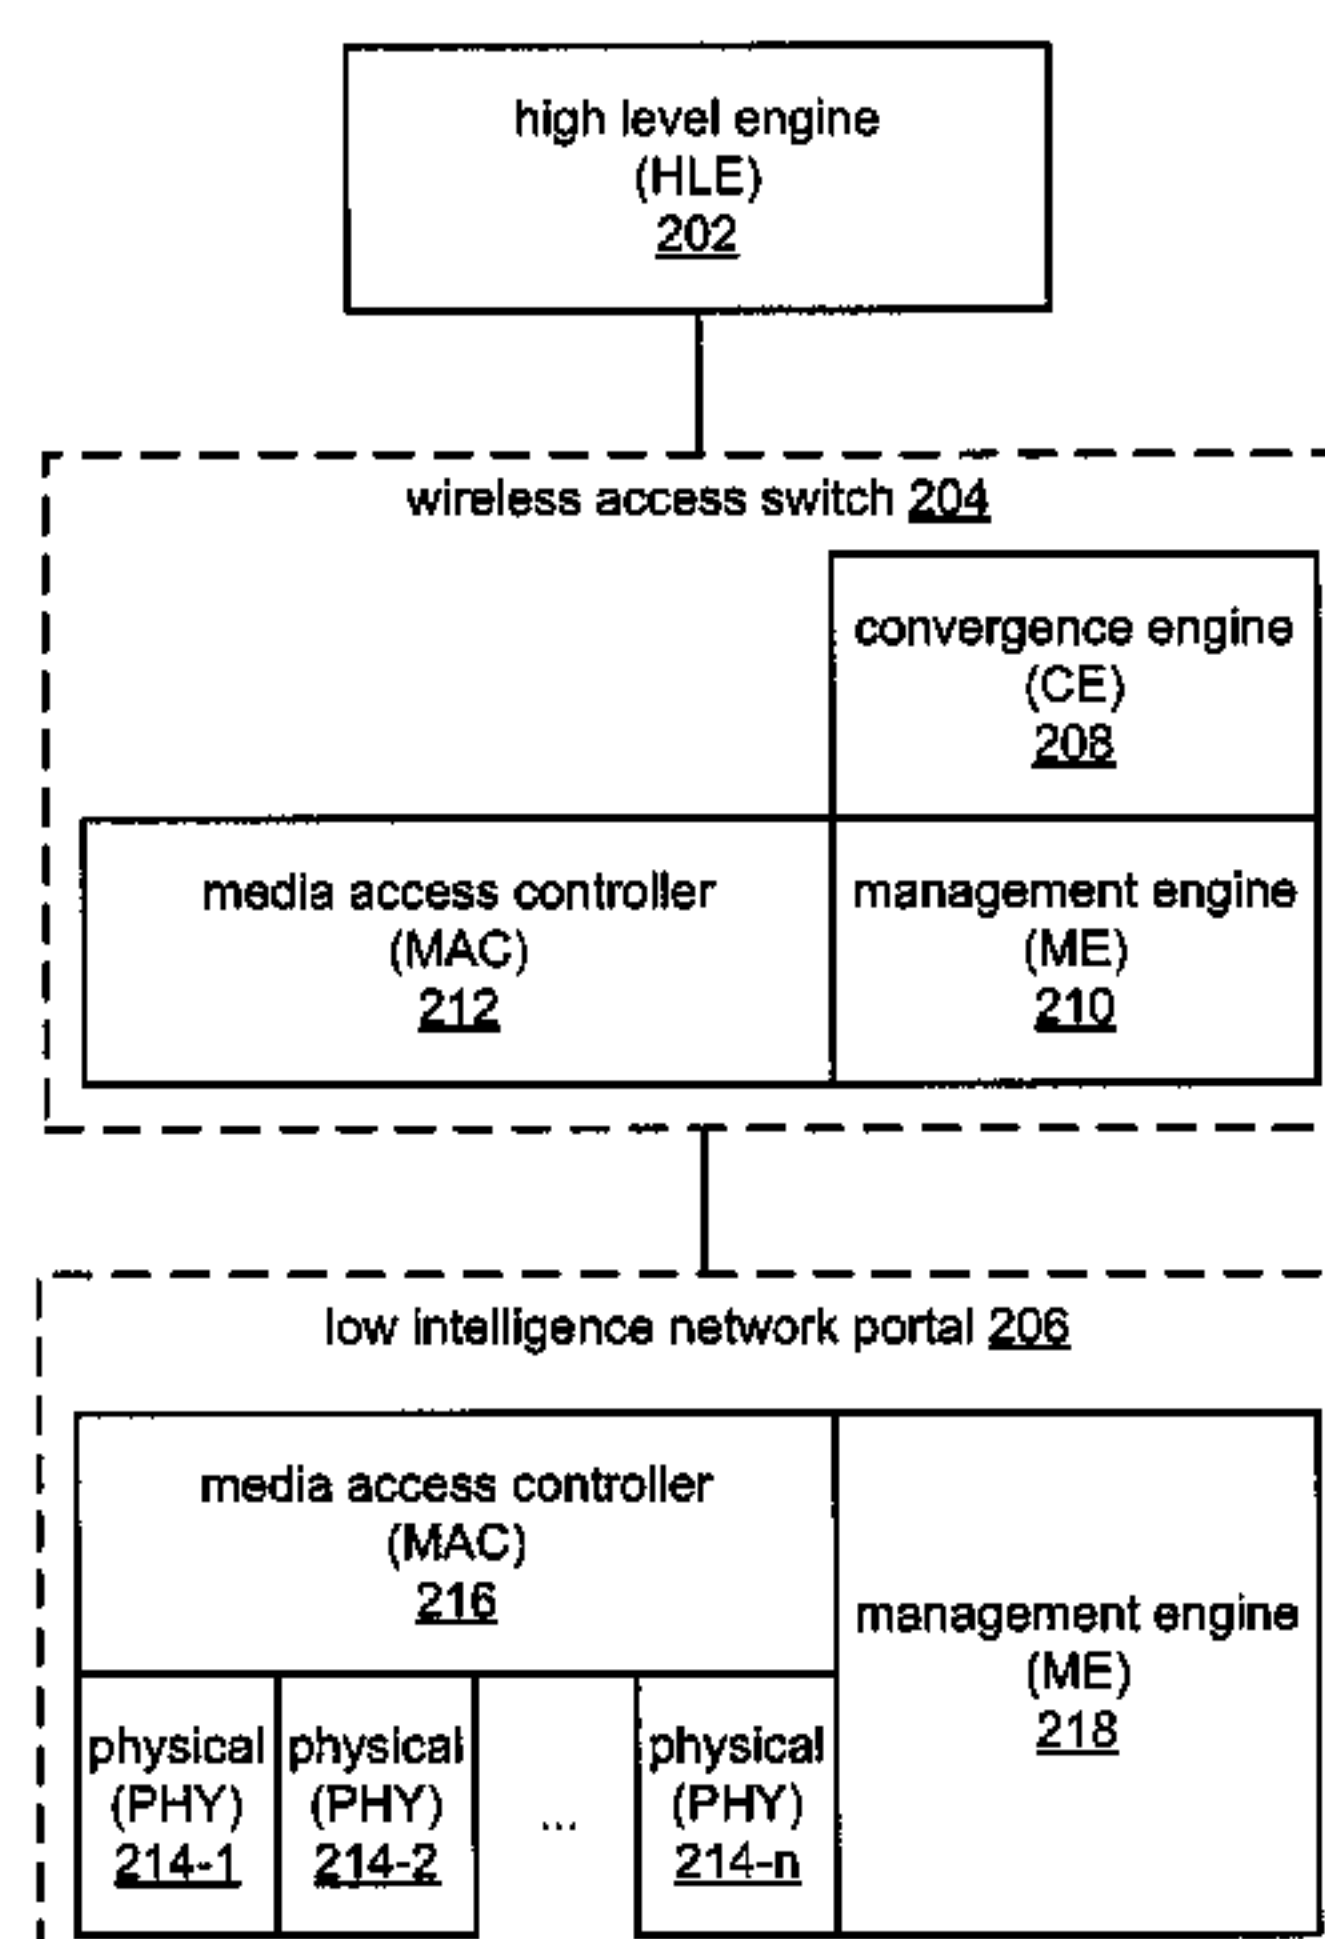 high level engine
(HLE)
202
wireless access switch 204
convergence engine
(CE)
208
media access controller
(MAC)
212
management engine
(ME)
210
low intelligence network portal 206
media access controller
(MAC)
216
management engine
(ME)
218
physical
(PHY)
214-1
physical
(PHY)
214-2
...
physical
(PHY)
214-n